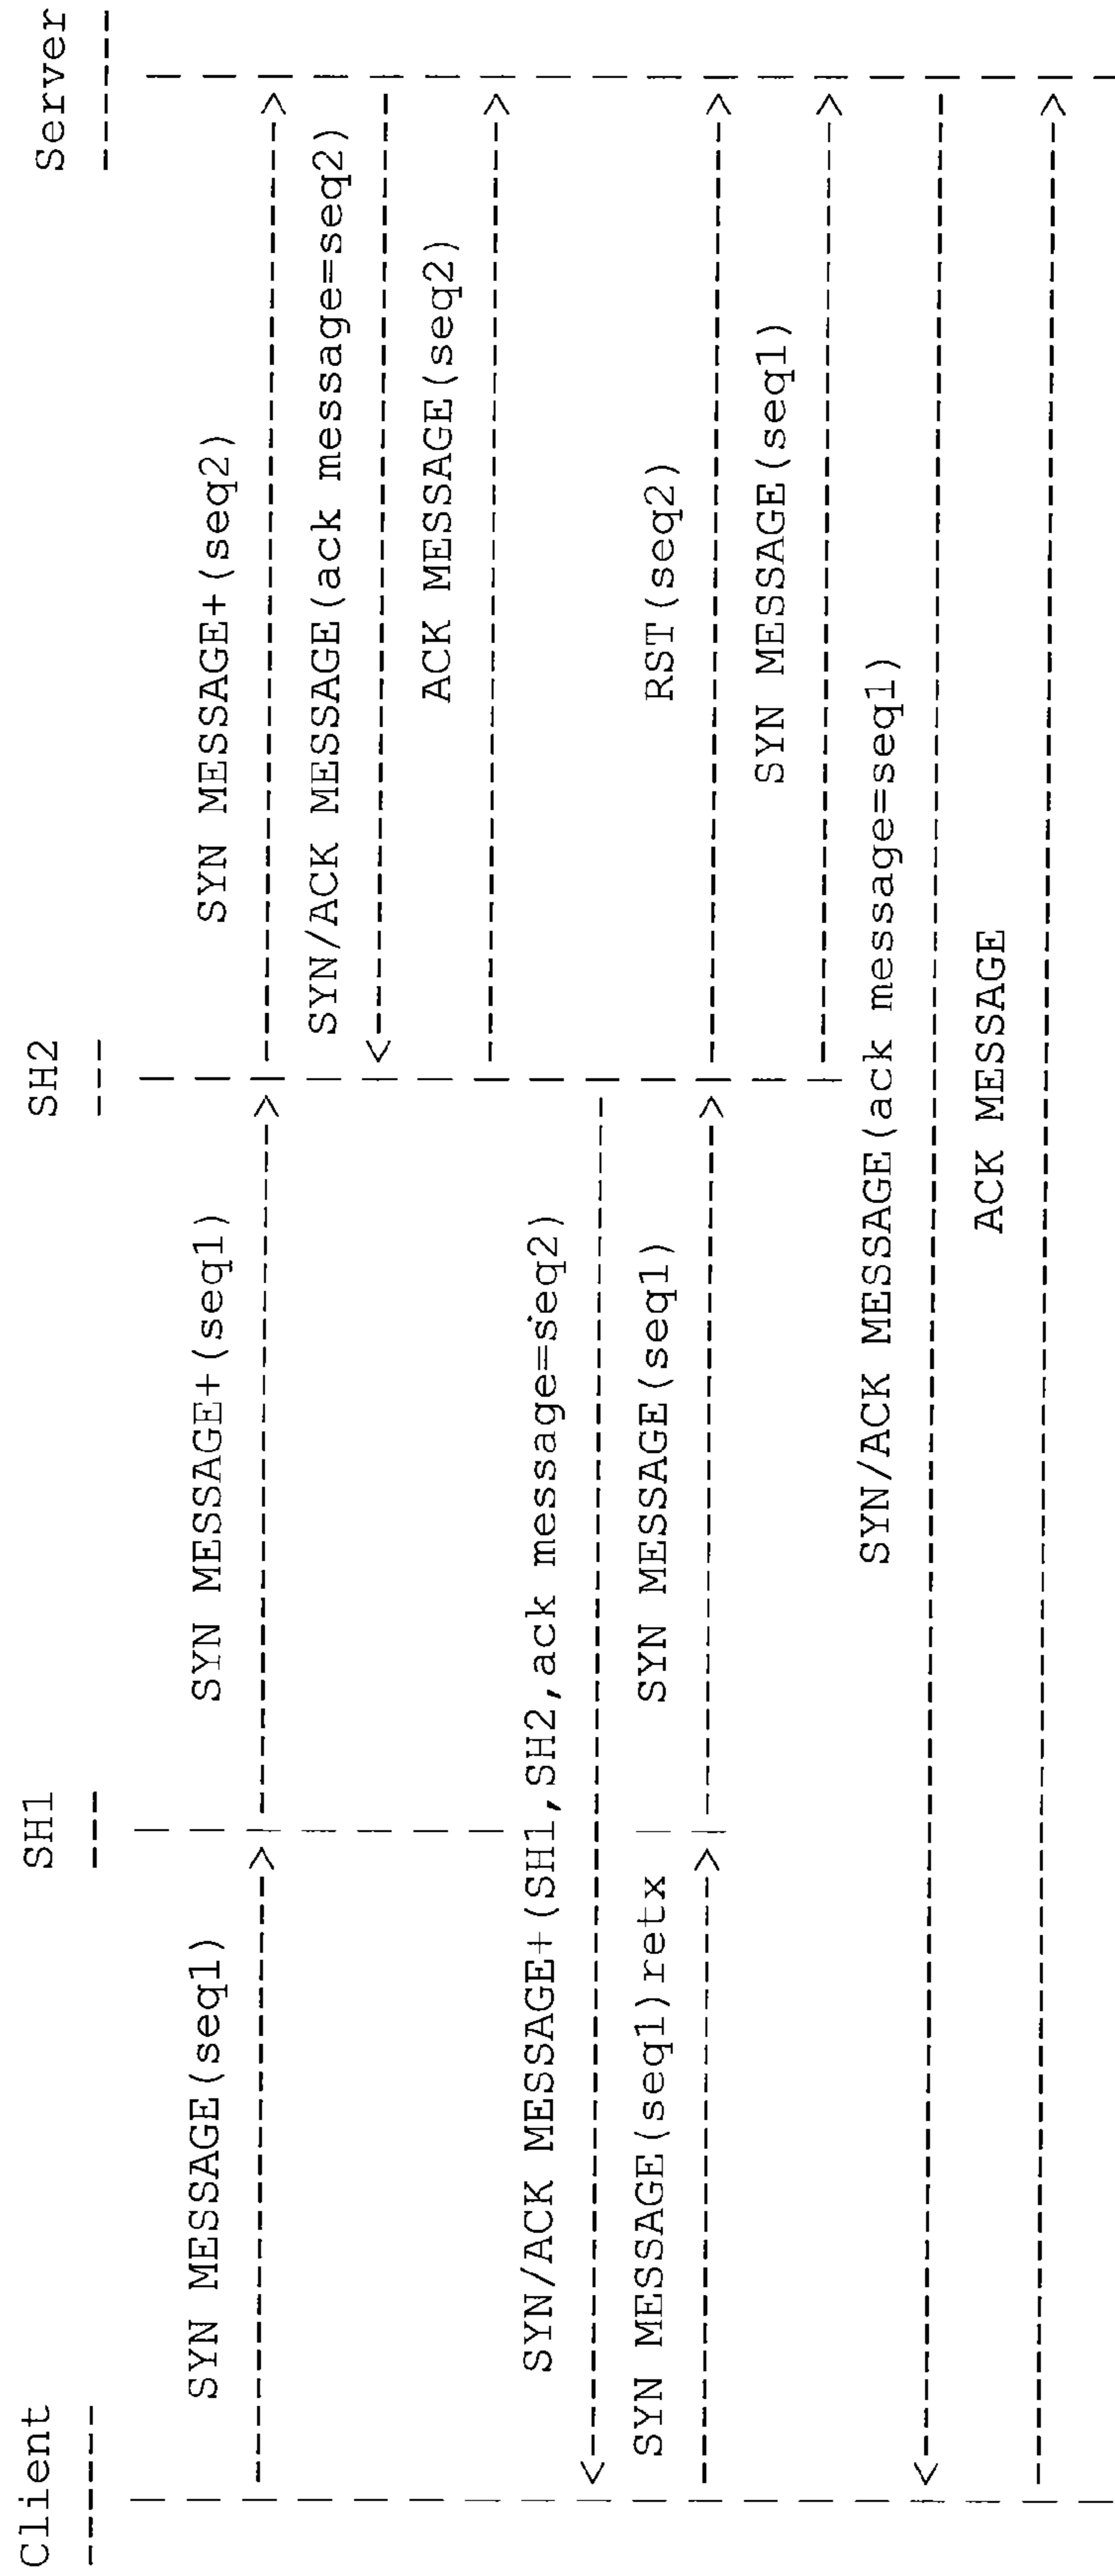 Client SH1 SH2 Server
SYN MESSAGE(seq1) SYN MESSAGE+(seq1) SYN MESSAGE+(seq2)
SYN/ACK MESSAGE(ack message=seq2)
ACK MESSAGE(seq2)
SYN/ACK MESSAGE+(SH1,SH2,ack message=seq2)
SYN MESSAGE(seq1)retx SYN MESSAGE(seq1) RST(seq2)
SYN MESSAGE(seq1)
SYN/ACK MESSAGE(ack message=seq1)
ACK MESSAGE